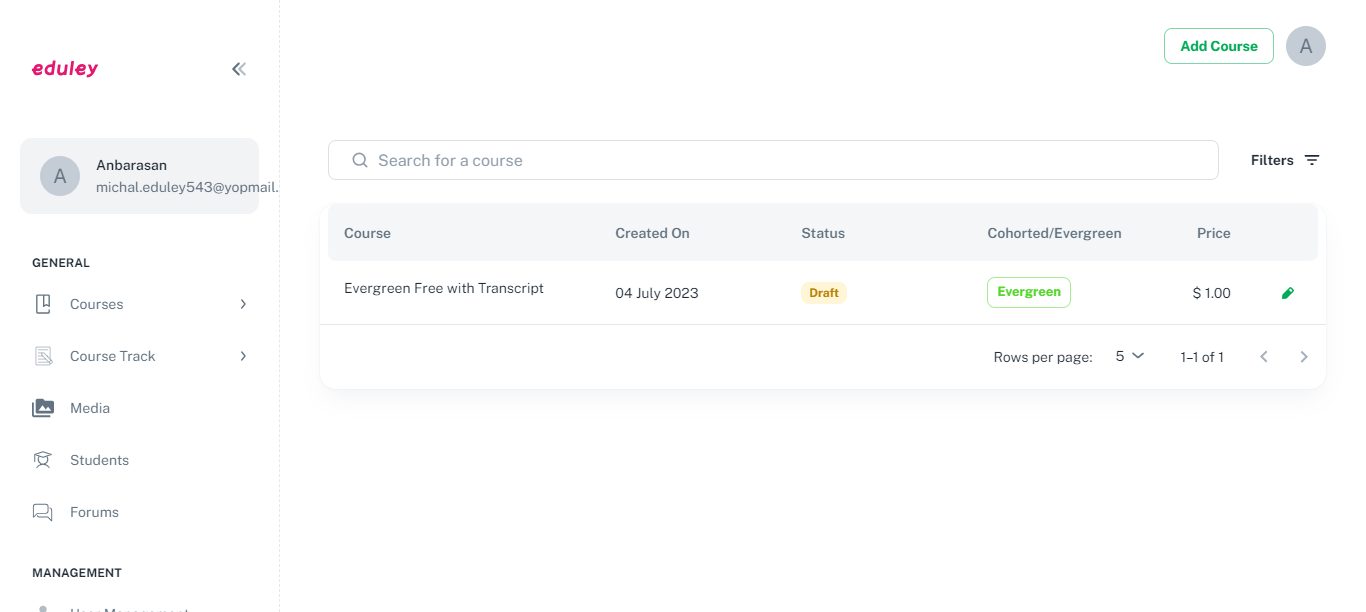 eduley
Add Course
A
A
Anbarasan
michal.eduley543@yopmail.
Search for a course
Filters
Course Created On Status Cohorted/Evergreen Price
Evergreen Free with Transcript 04 July 2023 Draft Evergreen $ 1.00
Rows per page: 5 1–1 of 1
GENERAL
Courses
Course Track
Media
Students
Forums
MANAGEMENT
User Management